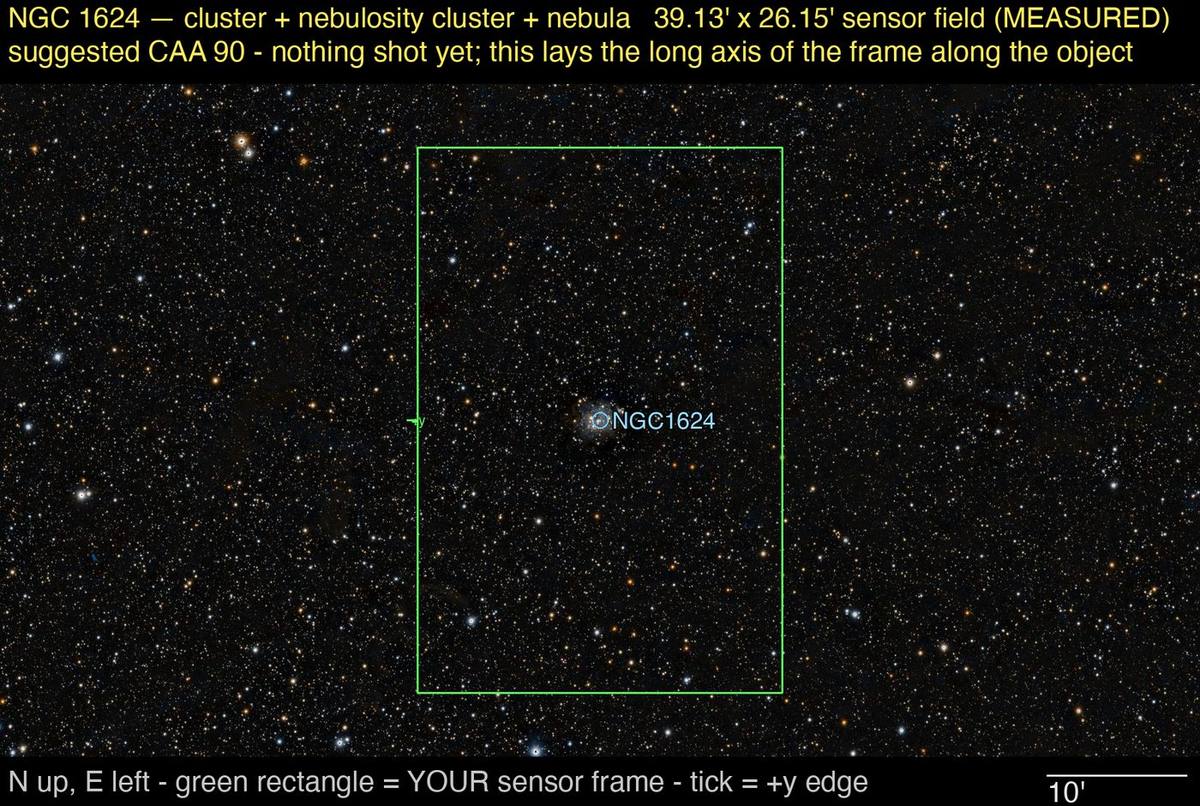 NGC 1624 — cluster + nebulosity cluster + nebula   39.13' x 26.15' sensor field (MEASURED)
suggested CAA 90 - nothing shot yet; this lays the long axis of the frame along the object
y
NGC1624
N up, E left - green rectangle = YOUR sensor frame - tick = +y edge
10'